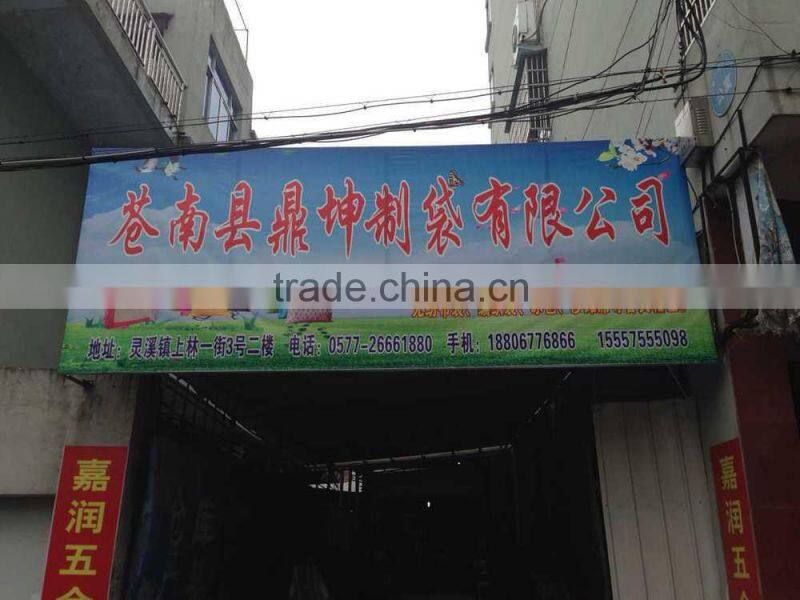 苍南县鼎坤制袋有限公司
trade.china.cn
地址：灵溪镇上林一街3号二楼 电话：0577-26661880 手机：18806776866 15557555098
嘉润五金
嘉润五金